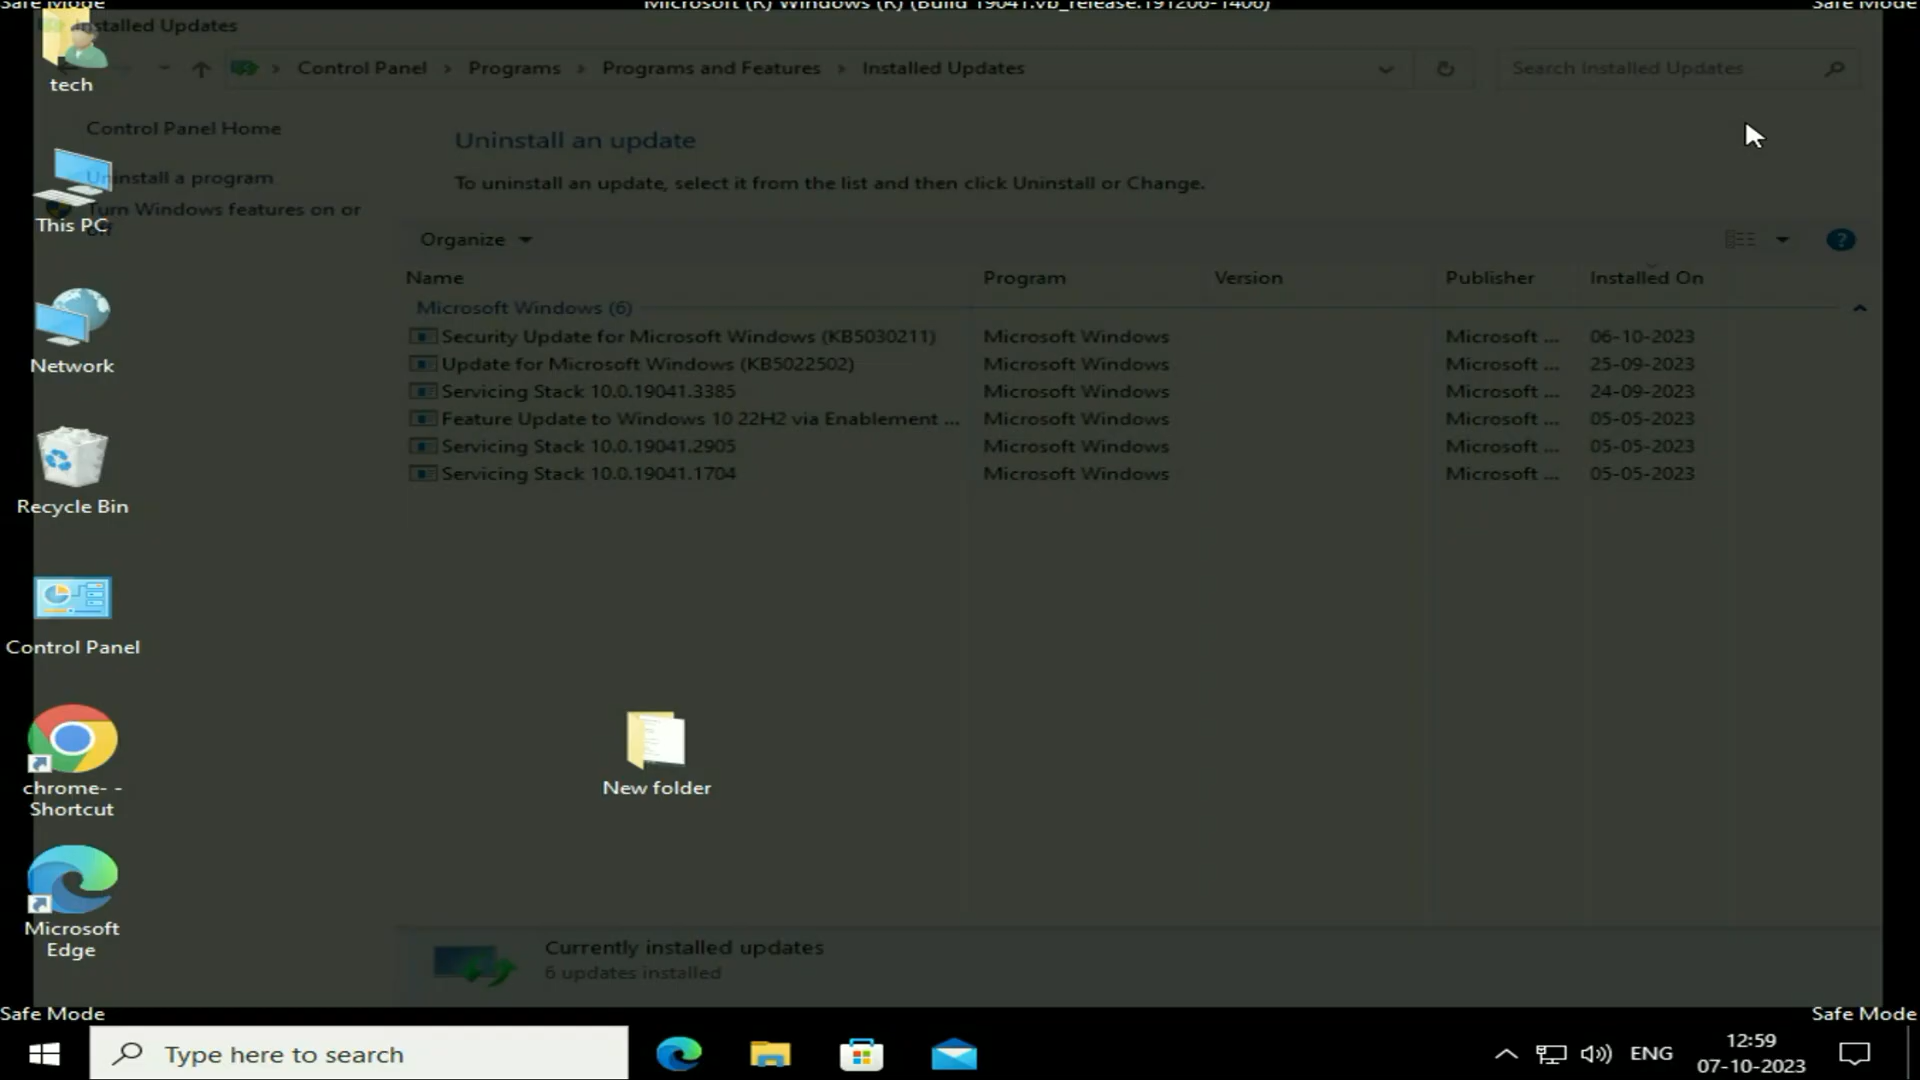 Safe Mode
Microsoft (R) Windows (R) (Build 19041.vb_release.191206-1406)
Safe Mode
Installed Updates
tech
Control Panel > Programs > Programs and Features > Installed Updates
Search Installed Updates
Control Panel Home
Uninstall an update
Uninstall a program
To uninstall an update, select it from the list and then click Uninstall or Change.
Turn Windows features on or
off
This PC
Organize
Name Program Version Publisher Installed On
Microsoft Windows (6)
Security Update for Microsoft Windows (KB5030211) Microsoft Windows Microsoft ... 06-10-2023
Update for Microsoft Windows (KB5022502) Microsoft Windows Microsoft ... 25-09-2023
Servicing Stack 10.0.19041.3385 Microsoft Windows Microsoft ... 24-09-2023
Feature Update to Windows 10 22H2 via Enablement ... Microsoft Windows Microsoft ... 05-05-2023
Servicing Stack 10.0.19041.2905 Microsoft Windows Microsoft ... 05-05-2023
Servicing Stack 10.0.19041.1704 Microsoft Windows Microsoft ... 05-05-2023
Network
Recycle Bin
Control Panel
chrome- -
Shortcut
New folder
Microsoft
Edge
Currently installed updates
6 updates installed
Safe Mode
Safe Mode
Type here to search
ENG
12:59
07-10-2023